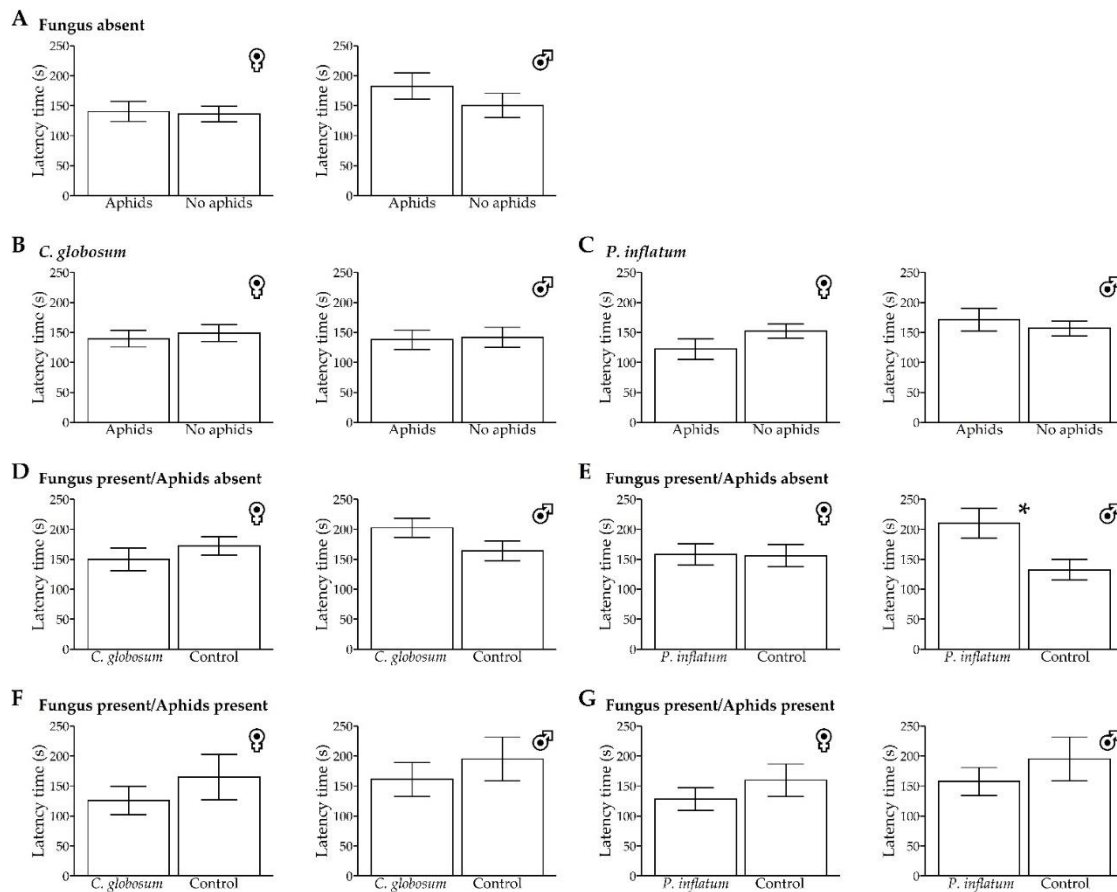 A Fungus absent
Latency time (s)
250
200
150
100
50
0
Aphids No aphids
Latency time (s)
250
200
150
100
50
0
Aphids No aphids
B C. globosum
Latency time (s)
250
200
150
100
50
0
Aphids No aphids
Latency time (s)
250
200
150
100
50
0
Aphids No aphids
C P. inflatum
Latency time (s)
250
200
150
100
50
0
Aphids No aphids
Latency time (s)
250
200
150
100
50
0
Aphids No aphids
D Fungus present/Aphids absent
Latency time (s)
250
200
150
100
50
0
C. globosum Control
Latency time (s)
250
200
150
100
50
0
C. globosum Control
E Fungus present/Aphids absent
Latency time (s)
250
200
150
100
50
0
P. inflatum Control
Latency time (s)
250
200
150
100
50
0
*
P. inflatum Control
F Fungus present/Aphids present
Latency time (s)
250
200
150
100
50
0
C. globosum Control
Latency time (s)
250
200
150
100
50
0
C. globosum Control
G Fungus present/Aphids present
Latency time (s)
250
200
150
100
50
0
P. inflatum Control
Latency time (s)
250
200
150
100
50
0
P. inflatum Control